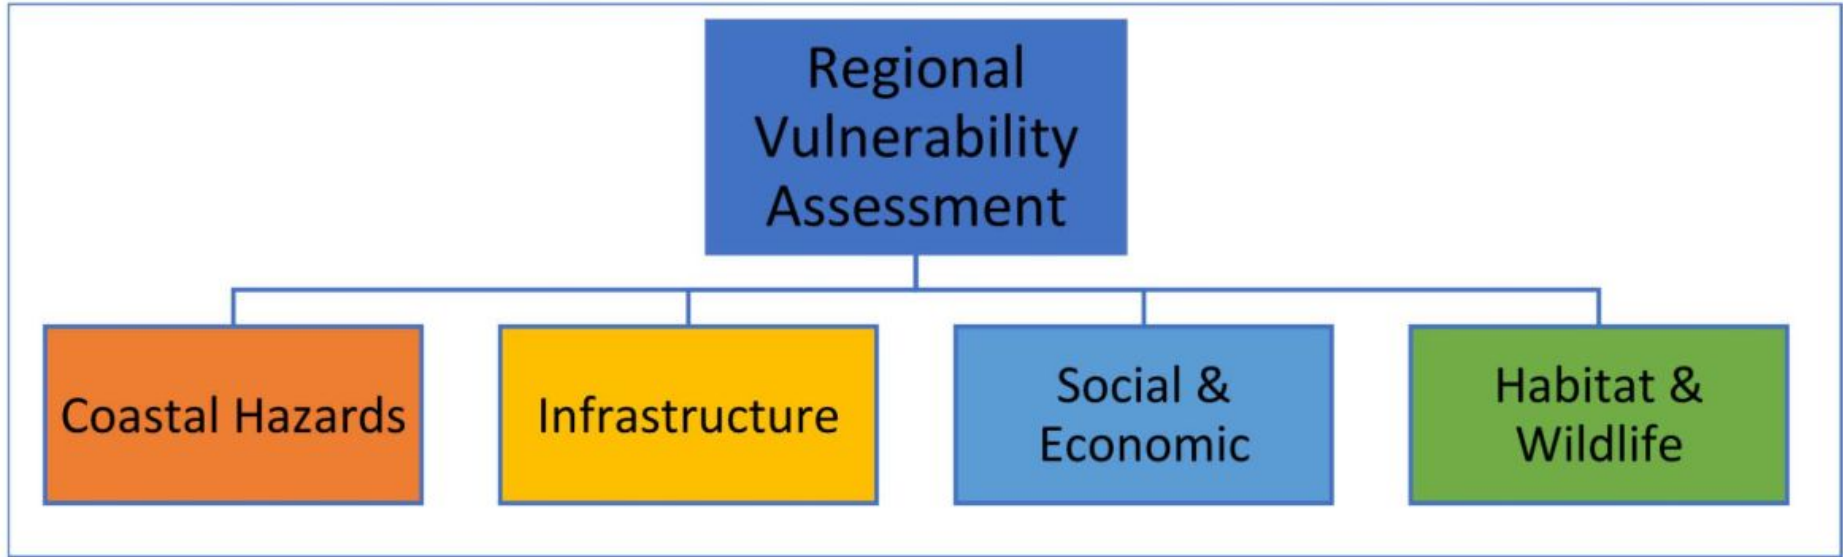 Regional
Vulnerability
Assessment
Coastal Hazards
Infrastructure
Social &
Economic
Habitat &
Wildlife